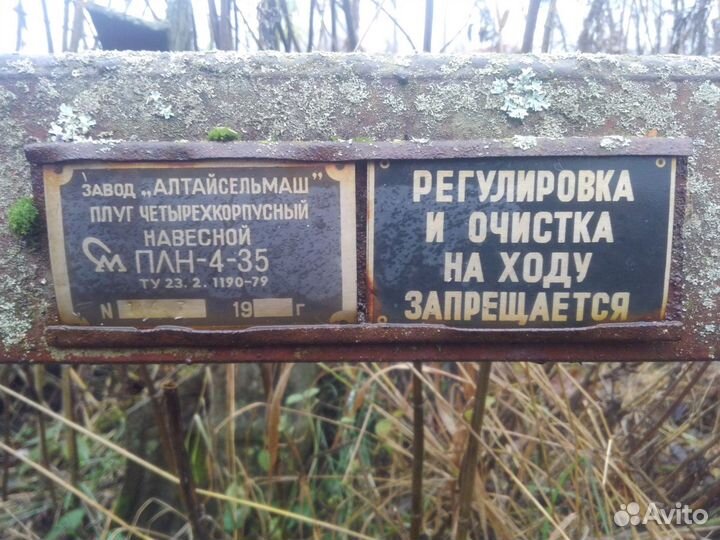 ЗАВОД „АЛТАЙСЕЛЬМАШ"
ПЛУГ ЧЕТЫРЕХКОРПУСНЫЙ
НАВЕСНОЙ
ПЛН-4-35
ТУ 23.2.1190-79
N 19 г
РЕГУЛИРОВКА
И ОЧИСТКА
НА ХОДУ
ЗАПРЕЩАЕТСЯ
Avito